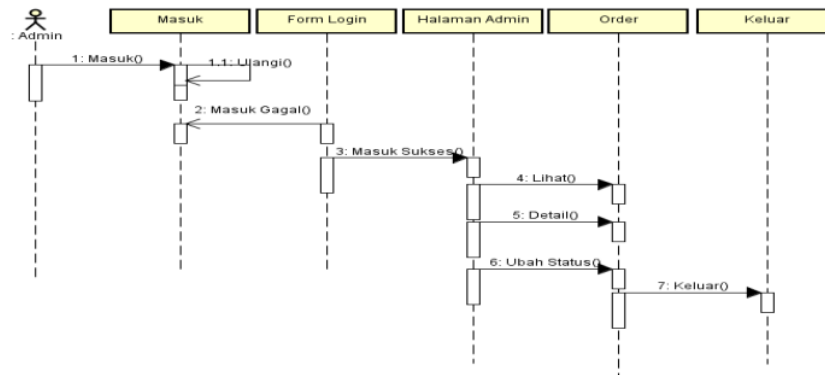 Masuk
Form Login
Halaman Admin
Order
Keluar
: Admin
1: Masuk()
1.1: Ulangi()
2: Masuk Gagal()
3: Masuk Sukses()
4: Lihat()
5: Detail()
6: Ubah Status()
7: Keluar()